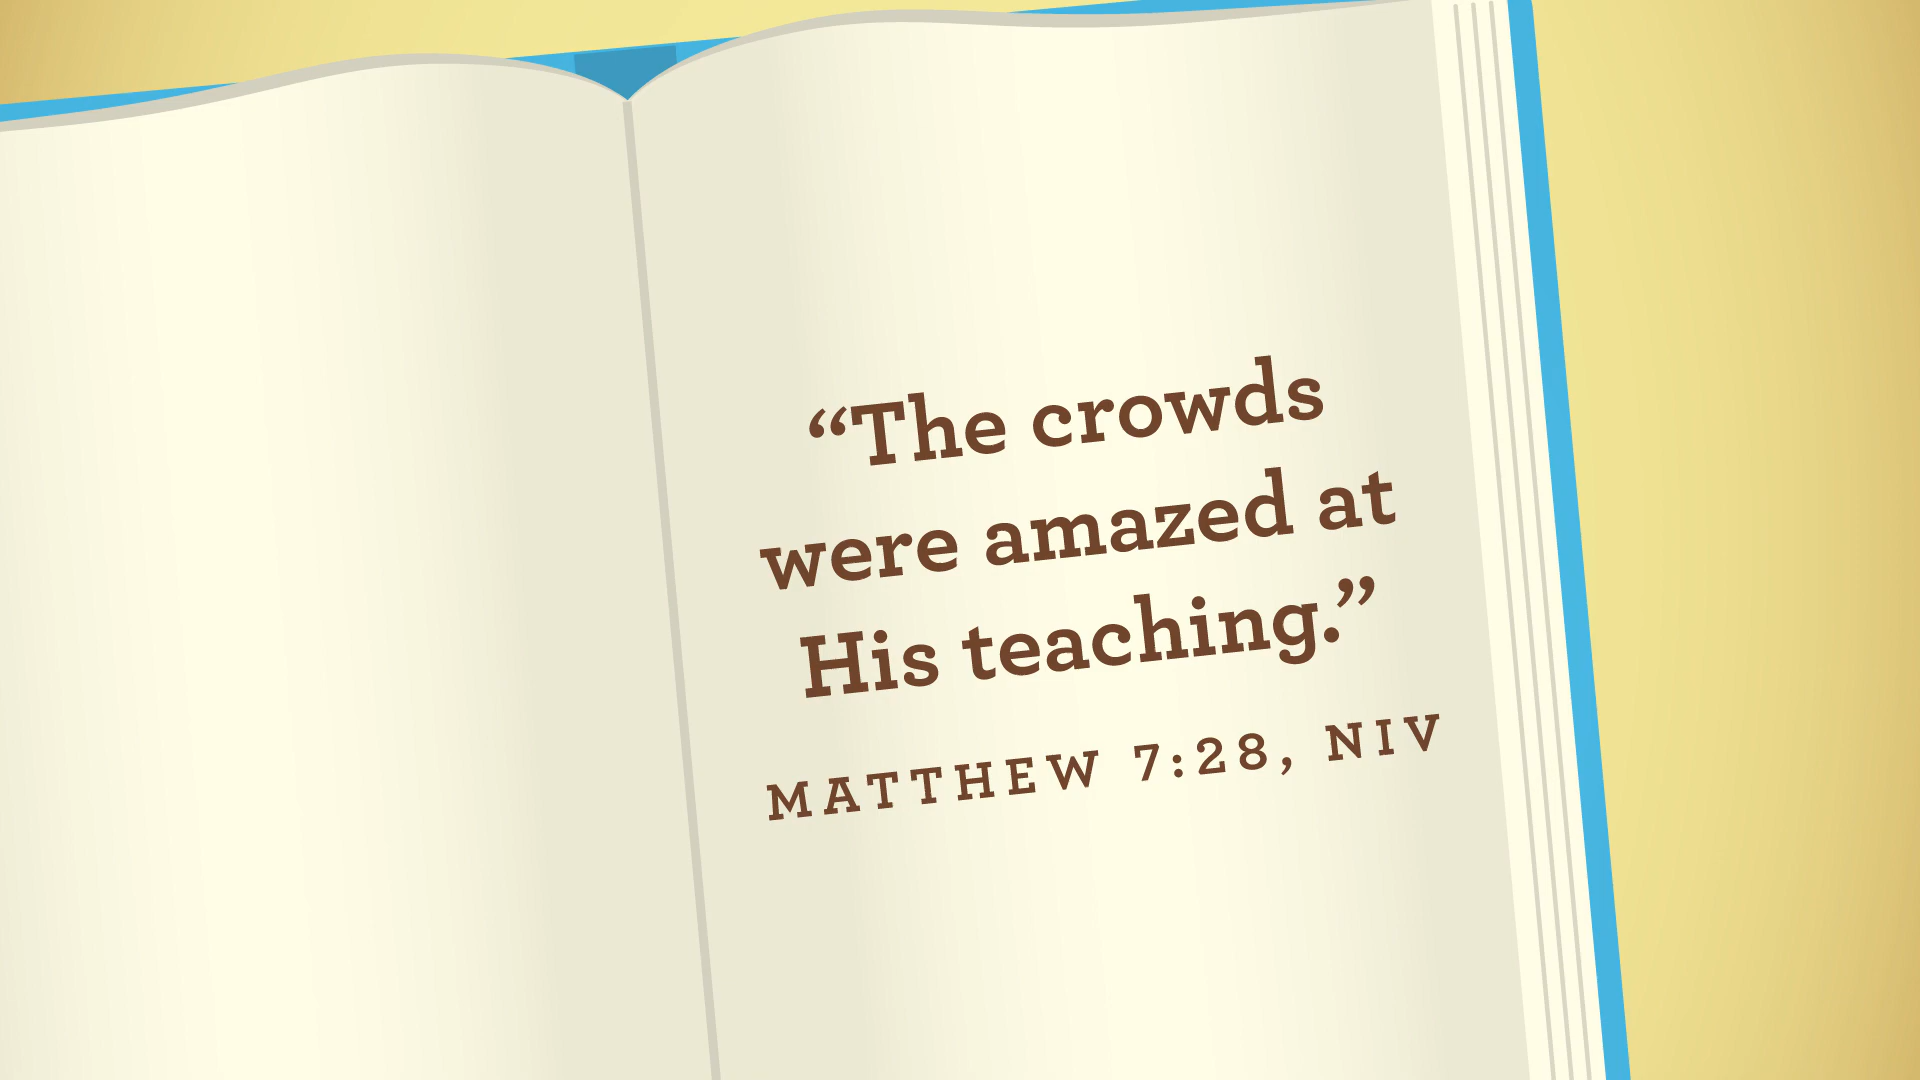 “The crowds
were amazed at
His teaching.”
MATTHEW 7:28, NIV